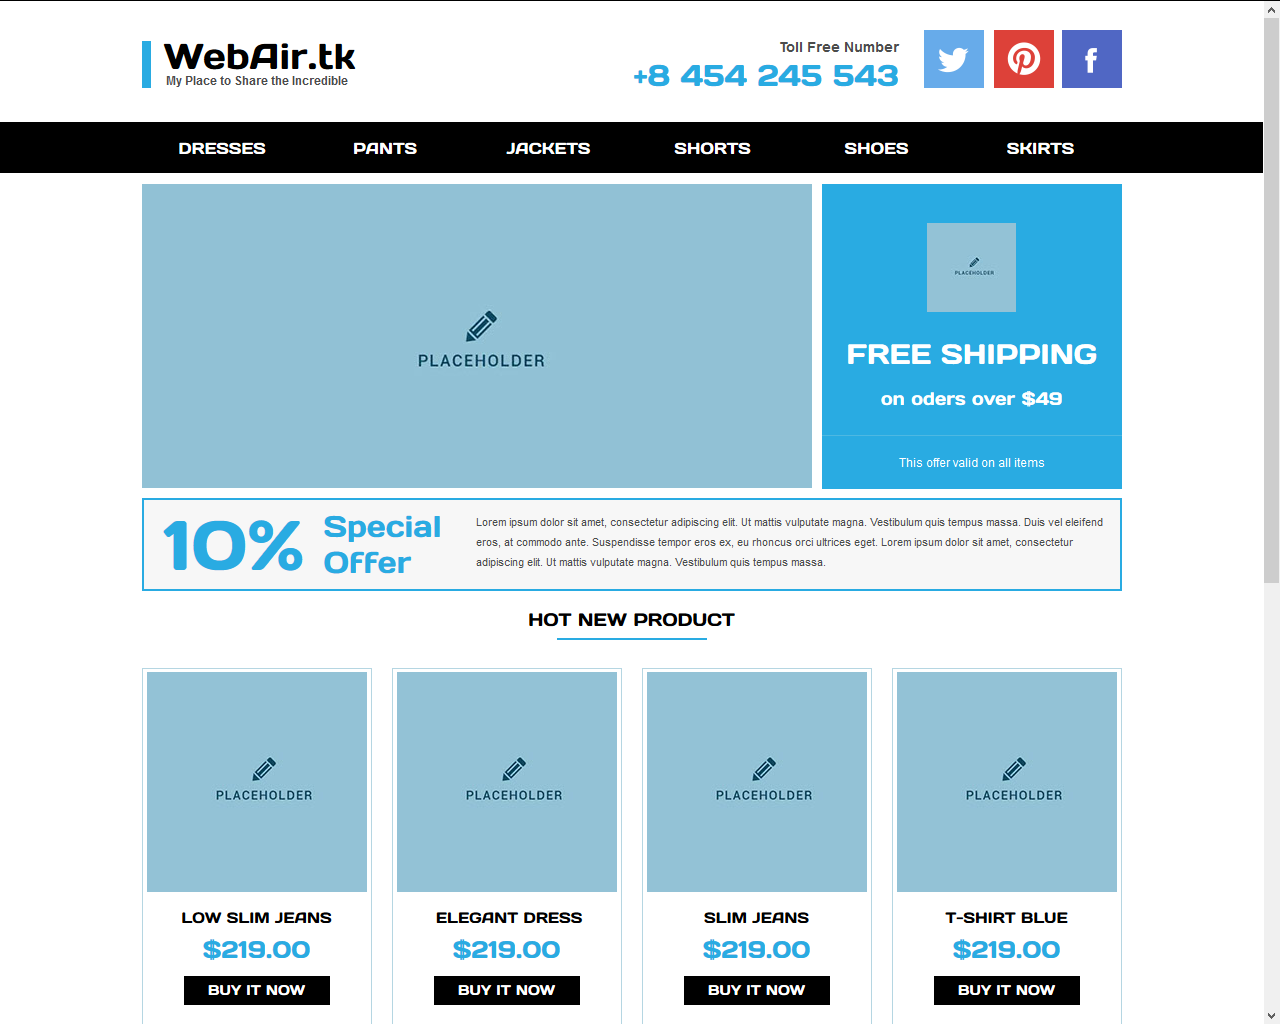 WebAir.tk
My Place to Share the Incredible
Toll Free Number
+8 454 245 543
DRESSES PANTS JACKETS SHORTS SHOES SKIRTS
PLACEHOLDER
PLACEHOLDER
FREE SHIPPING
on oders over $49
This offer valid on all items
10%
Special
Offer
Lorem ipsum dolor sit amet, consectetur adipiscing elit. Ut mattis vulputate magna. Vestibulum quis tempus massa. Duis vel eleifend
eros, at commodo ante. Suspendisse tempor eros ex, eu rhoncus orci ultrices eget. Lorem ipsum dolor sit amet, consectetur
adipiscing elit. Ut mattis vulputate magna. Vestibulum quis tempus massa.
HOT NEW PRODUCT
PLACEHOLDER
LOW SLIM JEANS
$219.00
BUY IT NOW
PLACEHOLDER
ELEGANT DRESS
$219.00
BUY IT NOW
PLACEHOLDER
SLIM JEANS
$219.00
BUY IT NOW
PLACEHOLDER
T-SHIRT BLUE
$219.00
BUY IT NOW